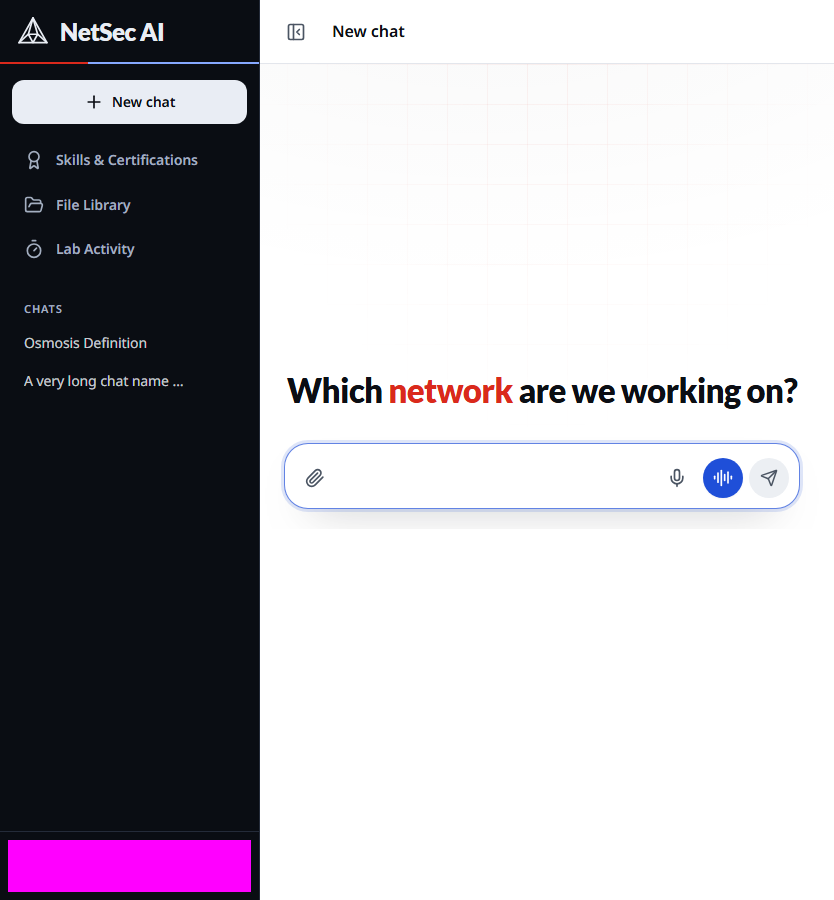 NetSec AI
New chat
New chat
Skills & Certifications
File Library
Lab Activity
CHATS
Osmosis Definition
A very long chat name ...
Which network are we working on?